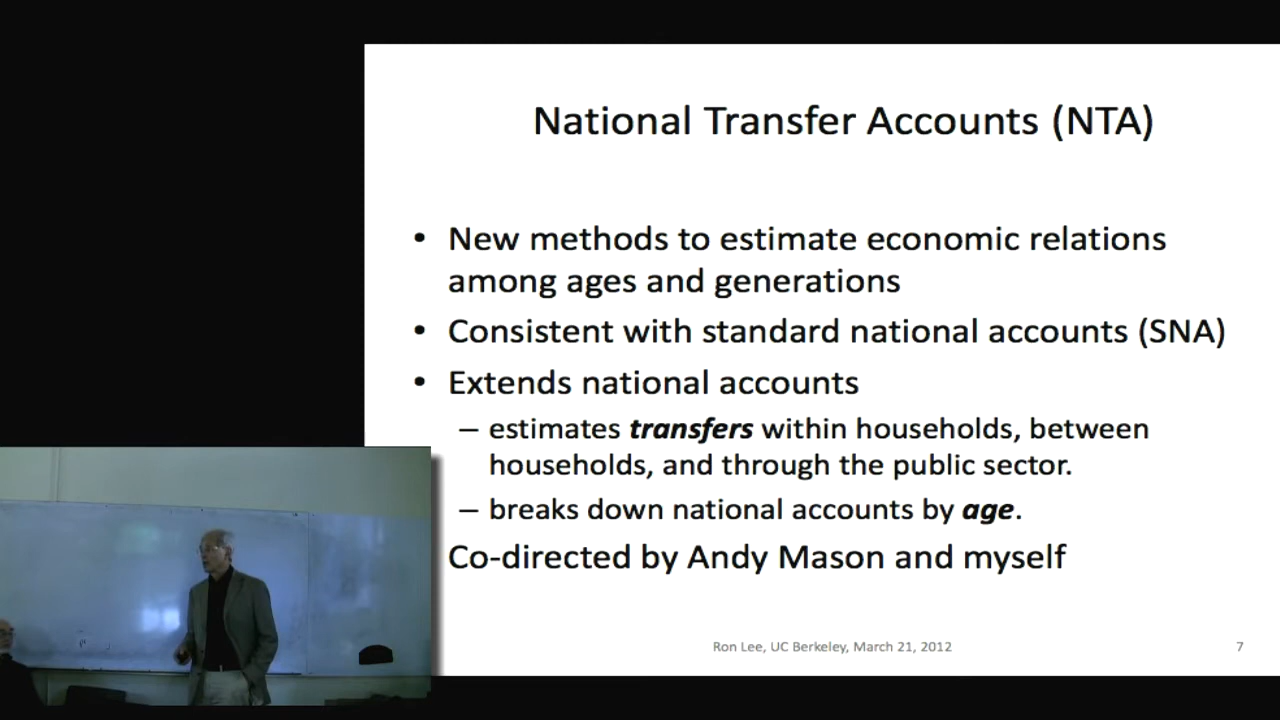 National Transfer Accounts (NTA)
• New methods to estimate economic relations
among ages and generations
• Consistent with standard national accounts (SNA)
• Extends national accounts
– estimates transfers within households, between
households, and through the public sector.
– breaks down national accounts by age.
Co-directed by Andy Mason and myself
Ron Lee, UC Berkeley, March 21, 2012
7